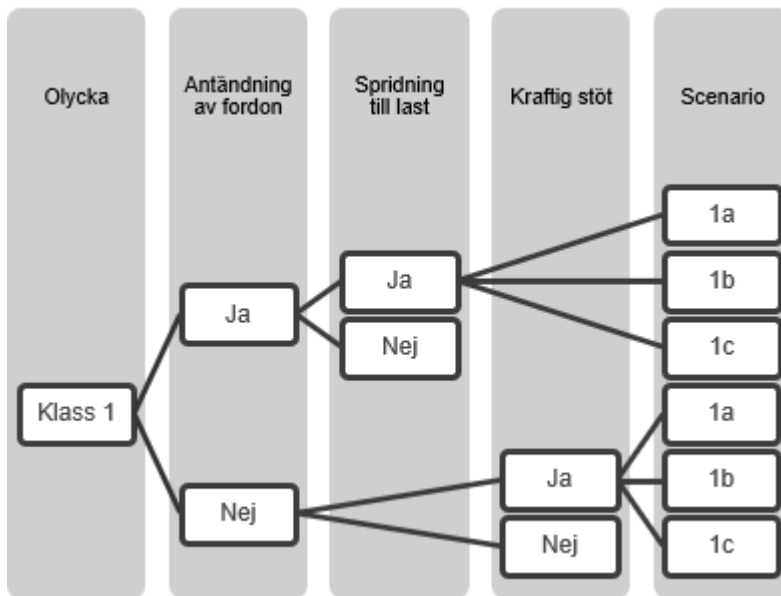 Olycka
Antändning
av fordon
Spridning
till last
Kraftig stöt
Scenario
1a
Ja
1b
Ja
Nej
1c
Klass 1
1a
Ja
1b
Nej
Nej
1c